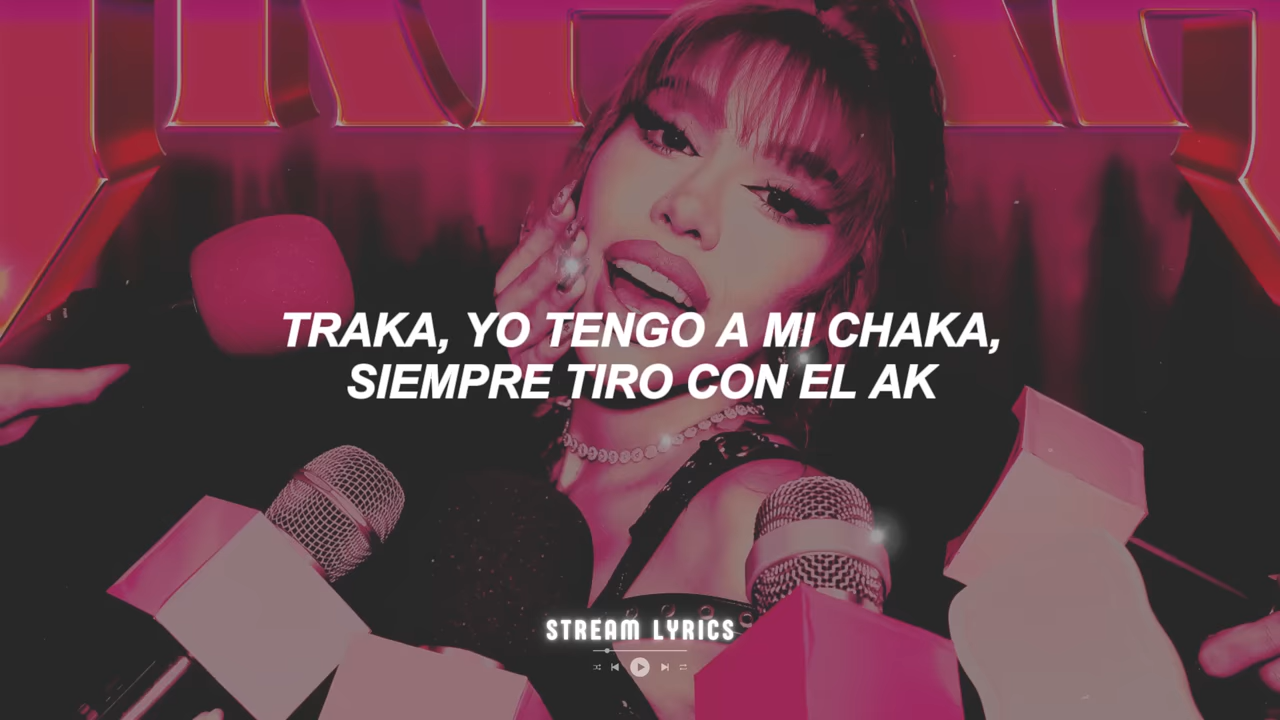 TRAKA, YO TENGO A MI CHAKA,
SIEMPRE TIRO CON EL AK
STREAM LYRICS